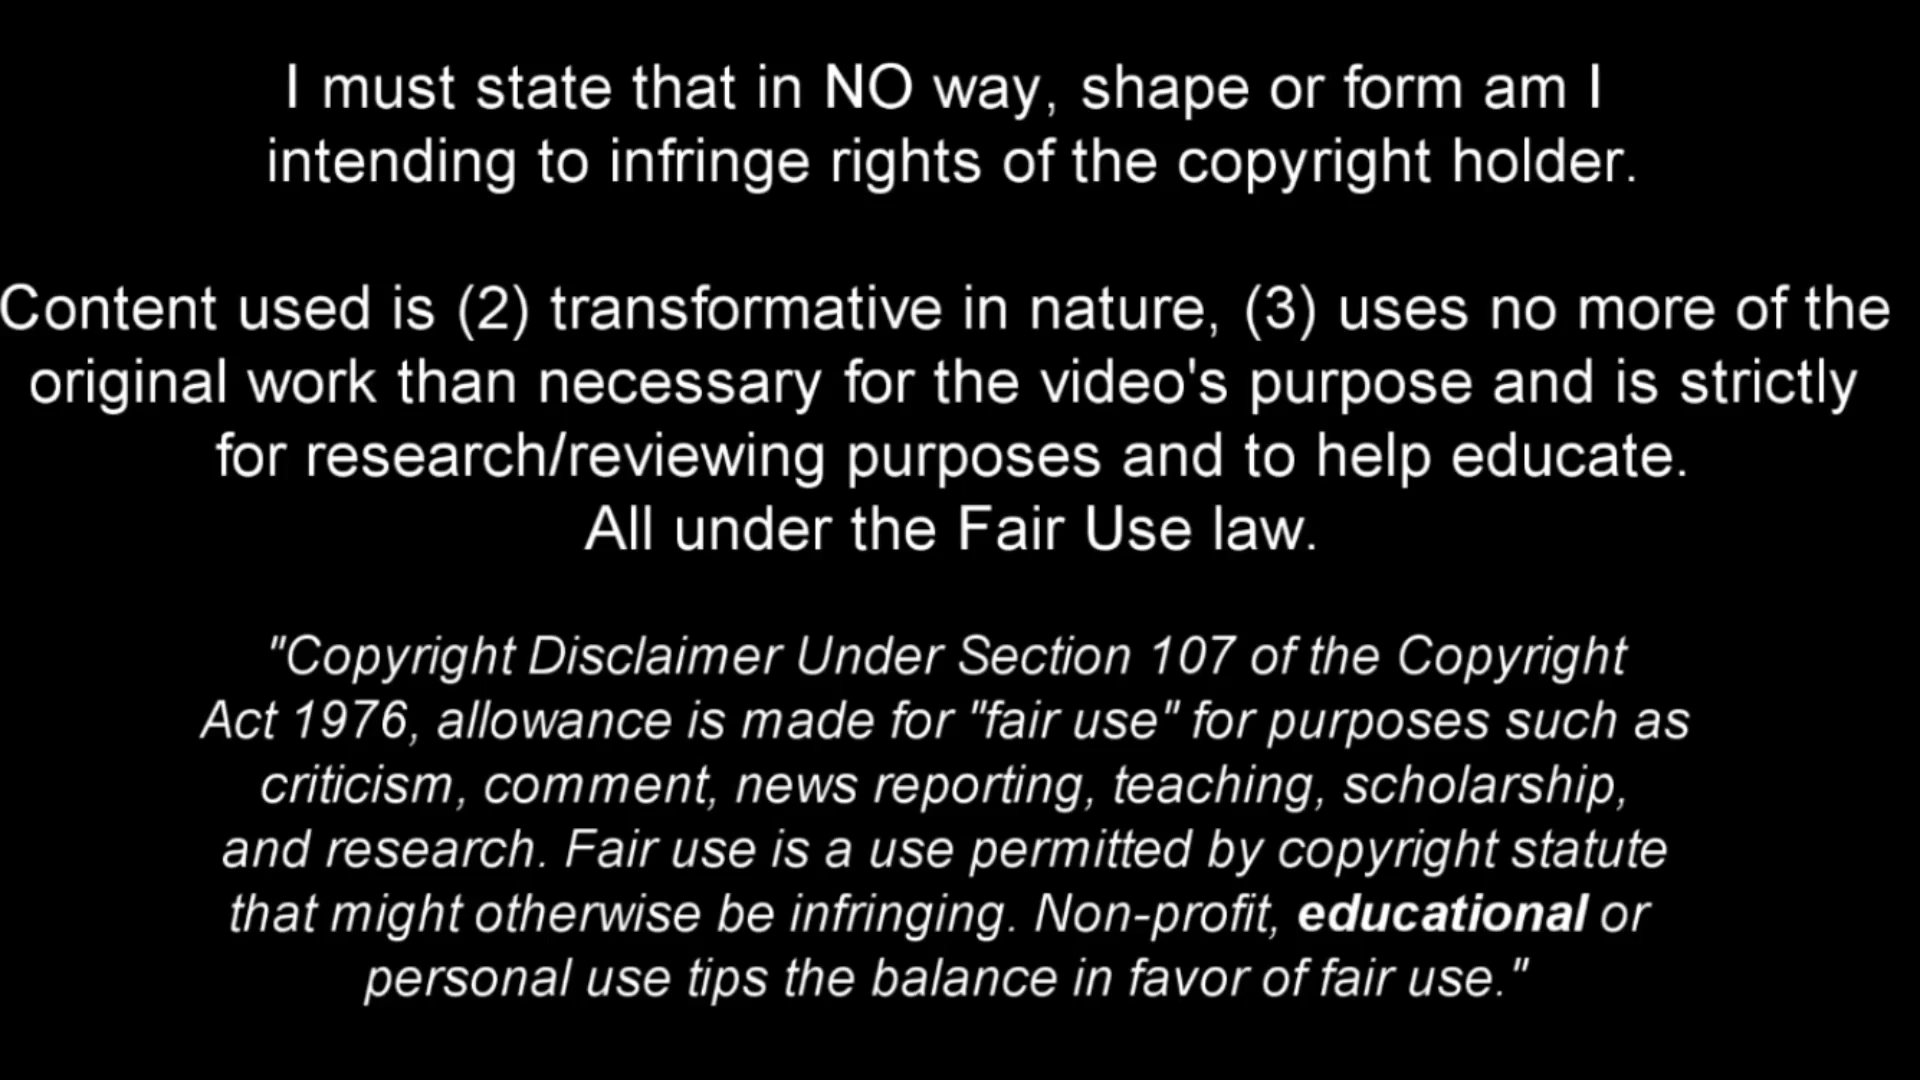 I must state that in NO way, shape or form am I
intending to infringe rights of the copyright holder.
Content used is (2) transformative in nature, (3) uses no more of the
original work than necessary for the video's purpose and is strictly
for research/reviewing purposes and to help educate.
All under the Fair Use law.
"Copyright Disclaimer Under Section 107 of the Copyright
Act 1976, allowance is made for "fair use" for purposes such as
criticism, comment, news reporting, teaching, scholarship,
and research. Fair use is a use permitted by copyright statute
that might otherwise be infringing. Non-profit, educational or
personal use tips the balance in favor of fair use."